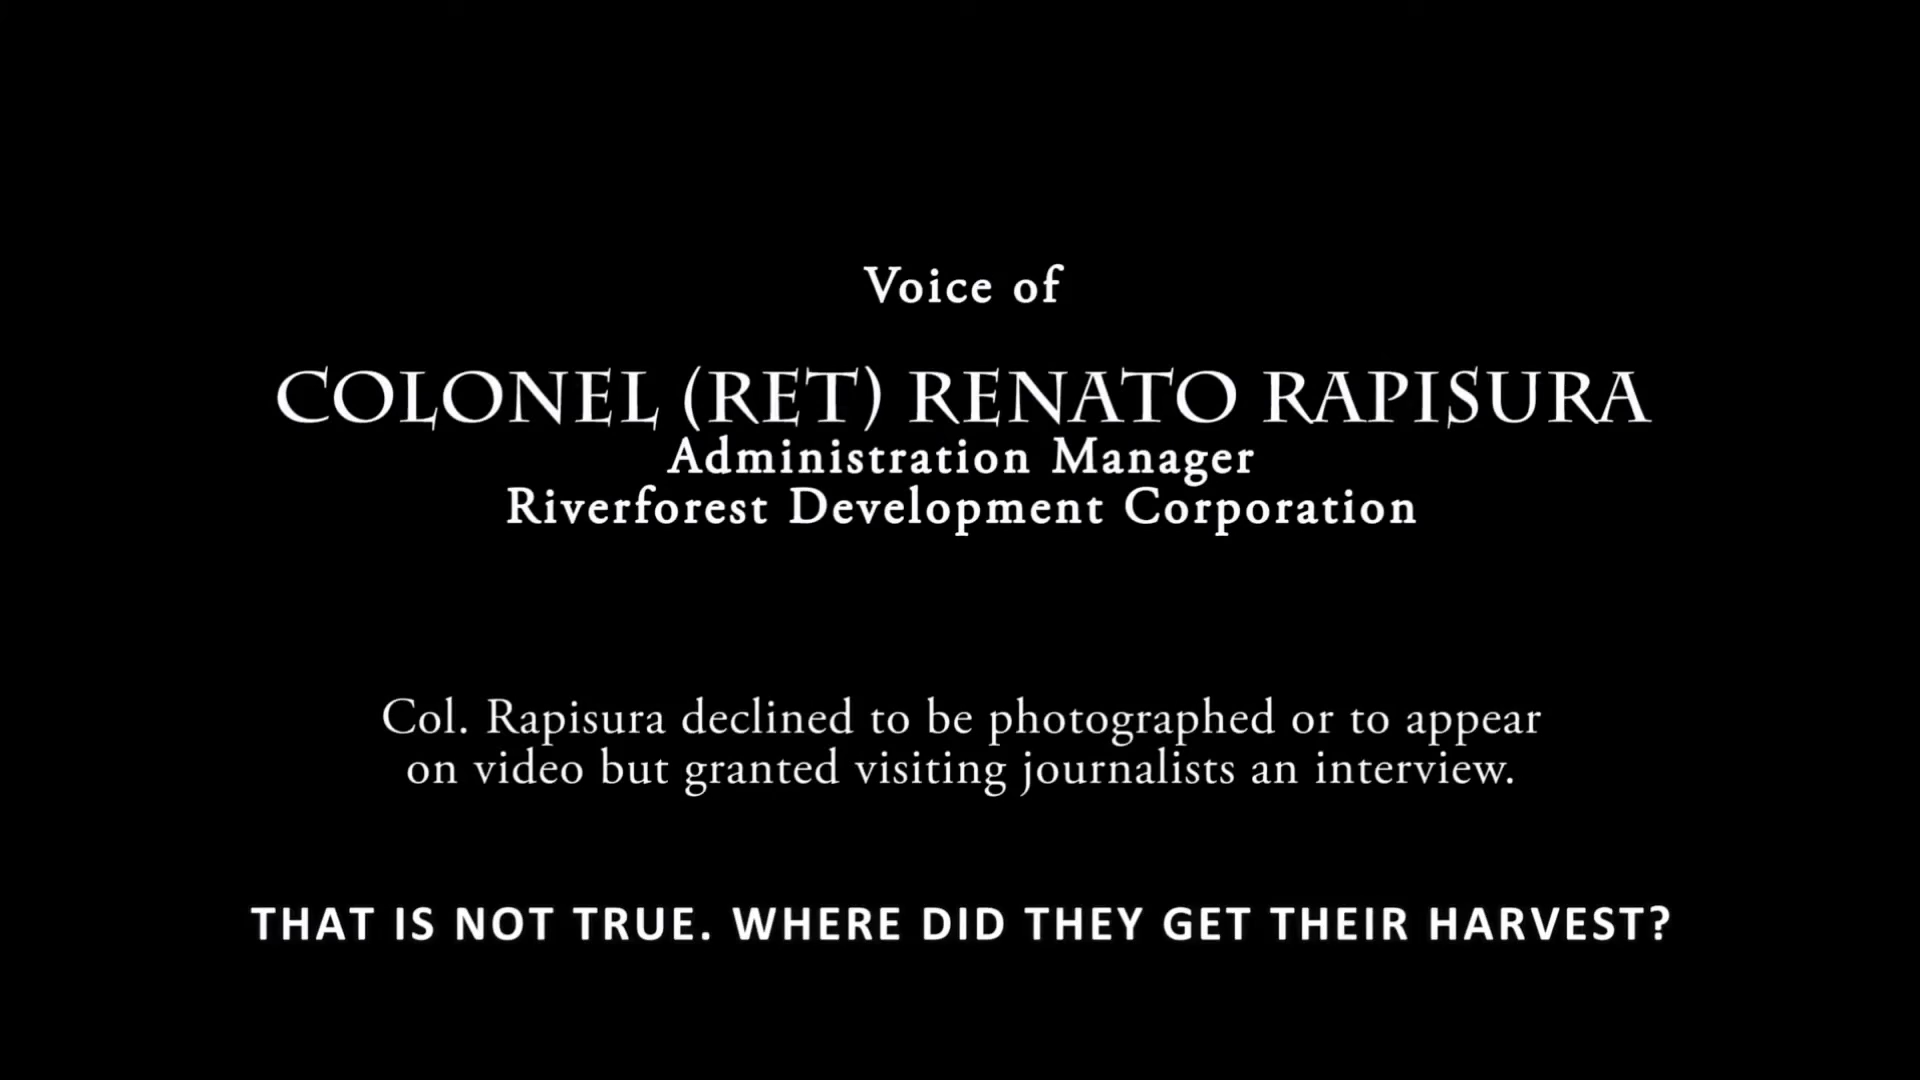 Voice of
COLONEL (RET) RENATO RAPISURA
Administration Manager
Riverforest Development Corporation
Col. Rapisura declined to be photographed or to appear
on video but granted visiting journalists an interview.
THAT IS NOT TRUE. WHERE DID THEY GET THEIR HARVEST?